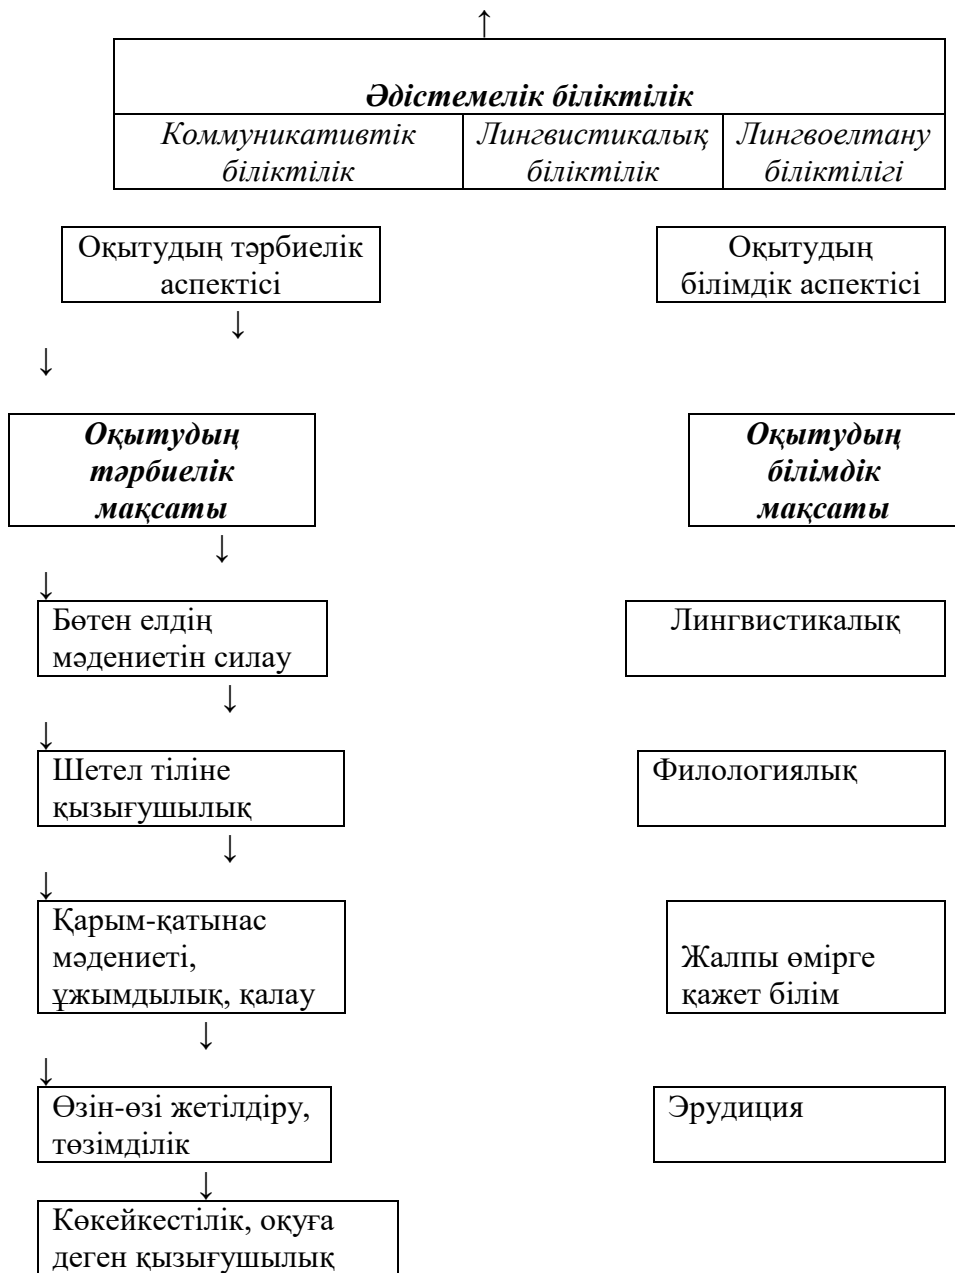 ↑
Әдістемелік біліктілік
Коммуникативтік
біліктілік
Лингвистикалық
біліктілік
Лингвоелтану
біліктілігі
Оқытудың тәрбиелік
аспектісі
Оқытудың
білімдік аспектісі
↓
↓
Оқытудың
тәрбиелік
мақсаты
Оқытудың
білімдік
мақсаты
↓
↓
Бөтен елдің
мәдениетін силау
Лингвистикалық
↓
↓
Шетел тіліне
қызығушылық
Филологиялық
↓
↓
Қарым-қатынас
мәдениеті,
ұжымдылық, қалау
Жалпы өмірге
қажет білім
↓
↓
Өзін-өзі жетілдіру,
төзімділік
Эрудиция
↓
Көкейкестілік, оқуға
деген қызығушылық